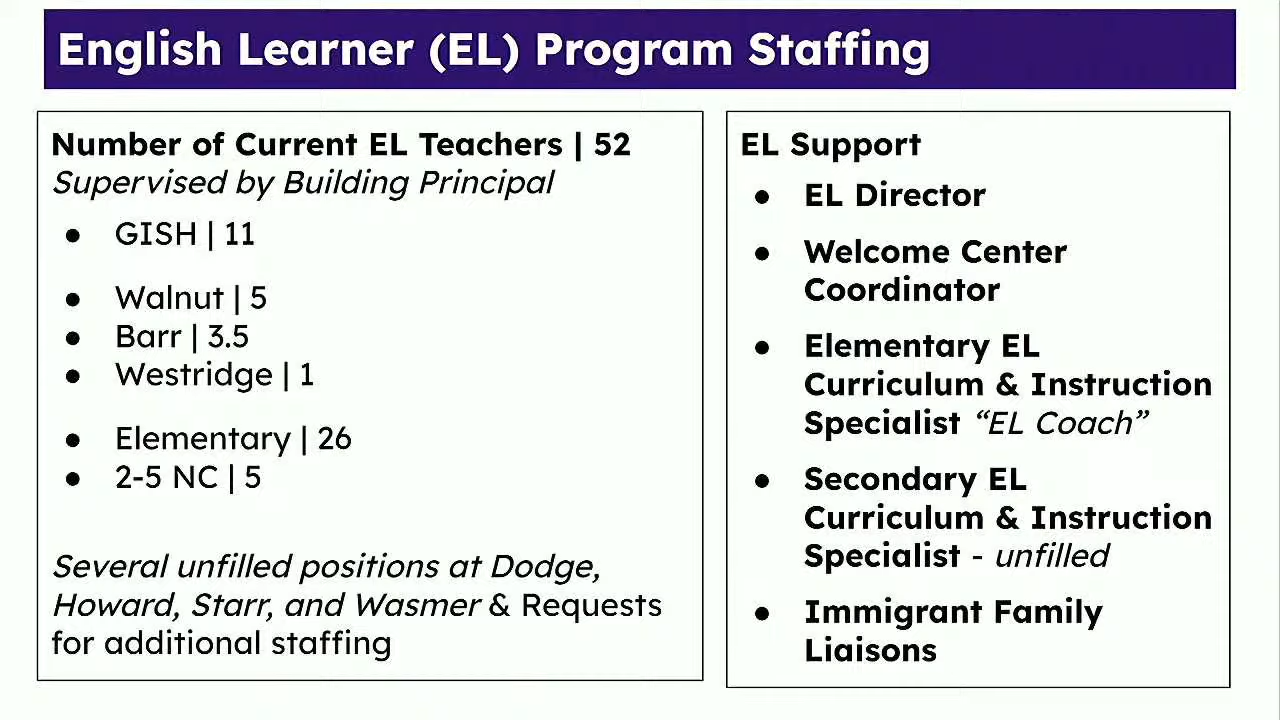 English Learner (EL) Program Staffing
Number of Current EL Teachers | 52
Supervised by Building Principal
● GISH | 11
● Walnut | 5
● Barr | 3.5
● Westridge | 1
● Elementary | 26
● 2-5 NC | 5
Several unfilled positions at Dodge,
Howard, Starr, and Wasmer & Requests
for additional staffing
EL Support
● EL Director
● Welcome Center
Coordinator
● Elementary EL
Curriculum & Instruction
Specialist “EL Coach”
● Secondary EL
Curriculum & Instruction
Specialist - unfilled
● Immigrant Family
Liaisons